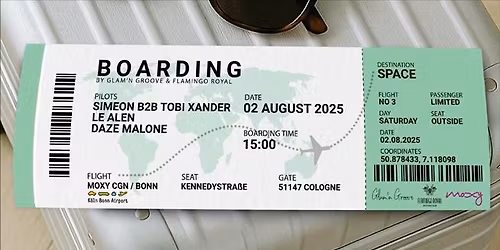 BOARDING
BY GLAM'N GROOVE & FLAMINGO ROYAL
PILOTS
SIMEON B2B TOBI XANDER
LE ALEN
DAZE MALONE
DATE
02 AUGUST 2025
BOARDING TIME
15:00
FLIGHT
MOXY CGN / BONN
Köln Bonn Airport
SEAT
KENNEDYSTRAßE
GATE
51147 COLOGNE
DESTINATION
SPACE
FLIGHT
NO 3
PASSENGER
LIMITED
DAY
SATURDAY
SEAT
OUTSIDE
DATE
02.08.2025
COORDINATES
50.878433, 7.118098
Glam'n Groove
FLAMINGO ROYAL
moxy